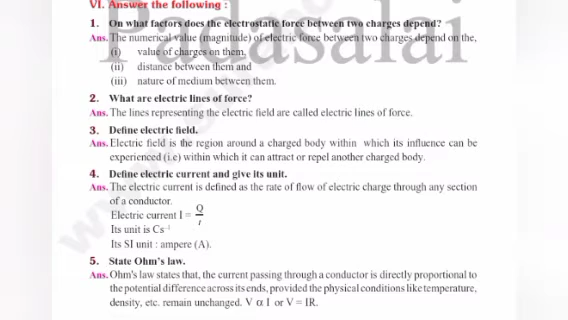 VI. Answer the following :
1. On what factors does the electrostatic force between two charges depend?
Ans. The numerical value (magnitude) of electric force between two charges depend on the,
(i) value of charges on them,
(ii) distance between them and
(iii) nature of medium between them.
2. What are electric lines of force?
Ans. The lines representing the electric field are called electric lines of force.
3. Define electric field.
Ans. Electric field is the region around a charged body within which its influence can be
experienced (i.e) within which it can attract or repel another charged body.
4. Define electric current and give its unit.
Ans. The electric current is defined as the rate of flow of electric charge through any section
of a conductor.
Electric current I = Q/t
Its unit is Cs⁻¹
Its SI unit : ampere (A).
5. State Ohm's law.
Ans. Ohm's law states that, the current passing through a conductor is directly proportional to
the potential difference across its ends, provided the physical conditions like temperature,
density, etc. remain unchanged. V α I or V = IR.
Padasalai